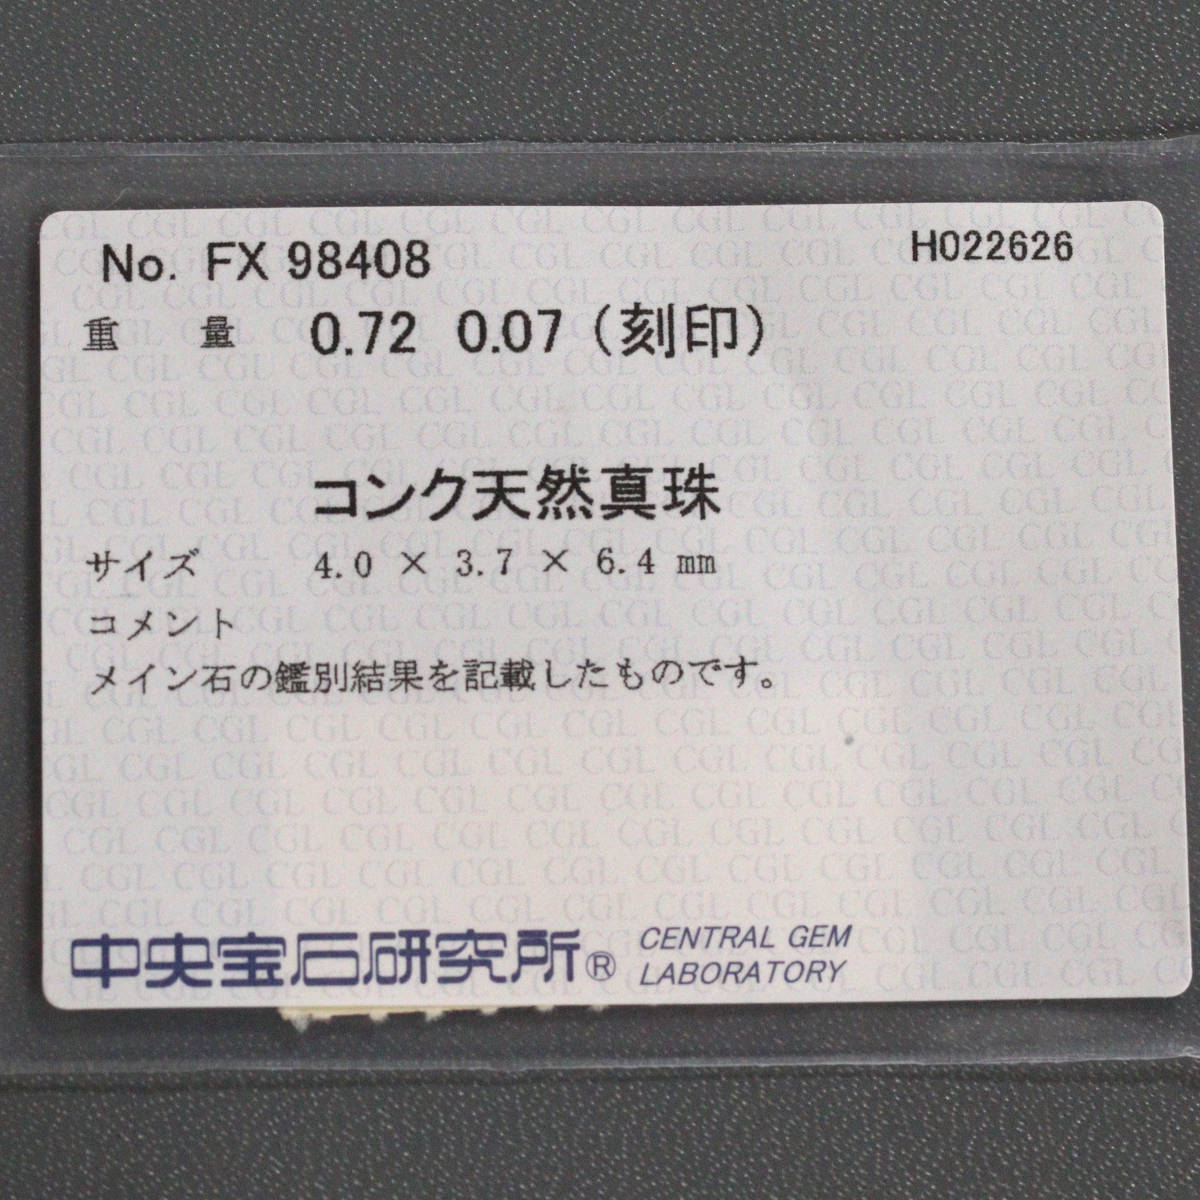 No. FX 98408 H022626
重 量 0.72 0.07（刻印）
コンク天然真珠
サイズ 4.0 × 3.7 × 6.4 mm
コメント
メイン石の鑑別結果を記載したものです。
中央宝石研究所® CENTRAL GEM
LABORATORY